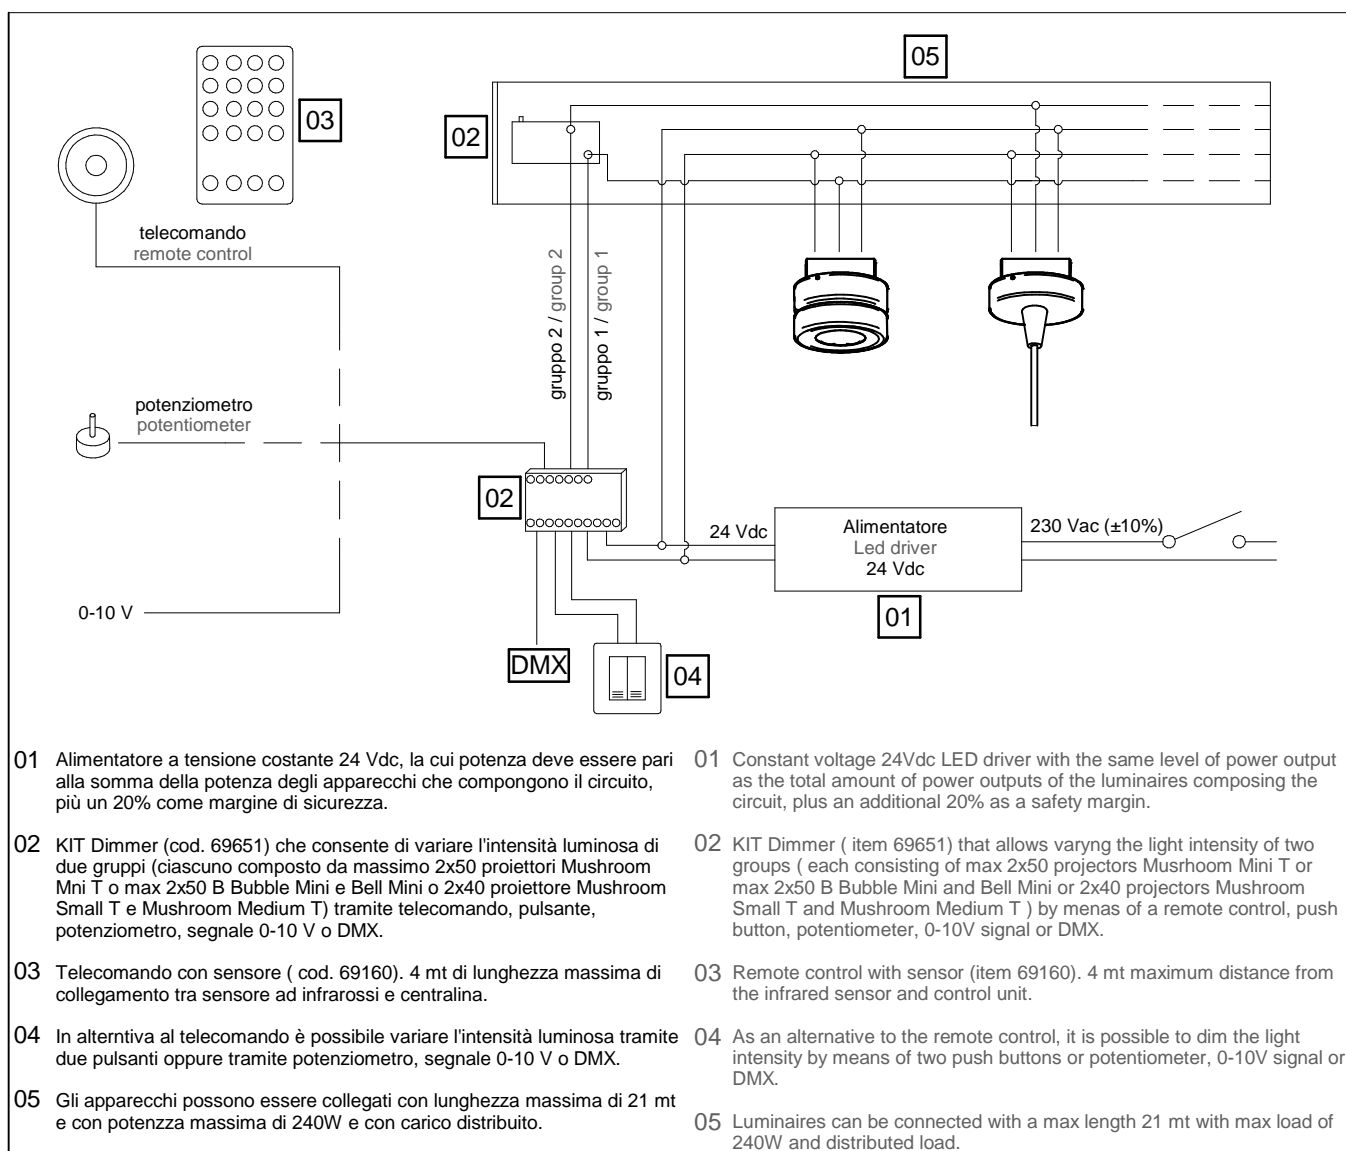 05
03
02
telecomando
remote control
gruppo 2 / group 2
gruppo 1 / group 1
potenziometro
potentiometer
02
24 Vdc
Alimentatore
Led driver
24 Vdc
230 Vac (±10%)
01
0-10 V
DMX
04
01 Alimentatore a tensione costante 24 Vdc, la cui potenza deve essere pari
alla somma della potenza degli apparecchi che compongono il circuito,
più un 20% come margine di sicurezza.
02 KIT Dimmer (cod. 69651) che consente di variare l'intensità luminosa di
due gruppi (ciascuno composto da massimo 2x50 proiettori Mushroom
Mni T o max 2x50 B Bubble Mini e Bell Mini o 2x40 proiettore Mushroom
Small T e Mushroom Medium T) tramite telecomando, pulsante,
potenziometro, segnale 0-10 V o DMX.
03 Telecomando con sensore ( cod. 69160). 4 mt di lunghezza massima di
collegamento tra sensore ad infrarossi e centralina.
04 In alterntiva al telecomando è possibile variare l'intensità luminosa tramite
due pulsanti oppure tramite potenziometro, segnale 0-10 V o DMX.
05 Gli apparecchi possono essere collegati con lunghezza massima di 21 mt
e con potenzza massima di 240W e con carico distribuito.
01 Constant voltage 24Vdc LED driver with the same level of power output
as the total amount of power outputs of the luminaires composing the
circuit, plus an additional 20% as a safety margin.
02 KIT Dimmer ( item 69651) that allows varyng the light intensity of two
groups ( each consisting of max 2x50 projectors Musrhoom Mini T or
max 2x50 B Bubble Mini and Bell Mini or 2x40 projectors Mushroom
Small T and Mushroom Medium T ) by menas of a remote control, push
button, potentiometer, 0-10V signal or DMX.
03 Remote control with sensor (item 69160). 4 mt maximum distance from
the infrared sensor and control unit.
04 As an alternative to the remote control, it is possible to dim the light
intensity by means of two push buttons or potentiometer, 0-10V signal or
DMX.
05 Luminaires can be connected with a max length 21 mt with max load of
240W and distributed load.